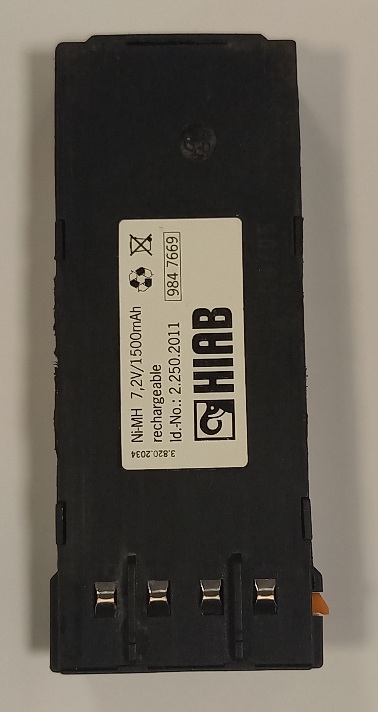 Ni-MH 7,2V/1500mAh
rechargeable
Id.-No.: 2.250.2011
984 7669
HIAB
3.820.2034